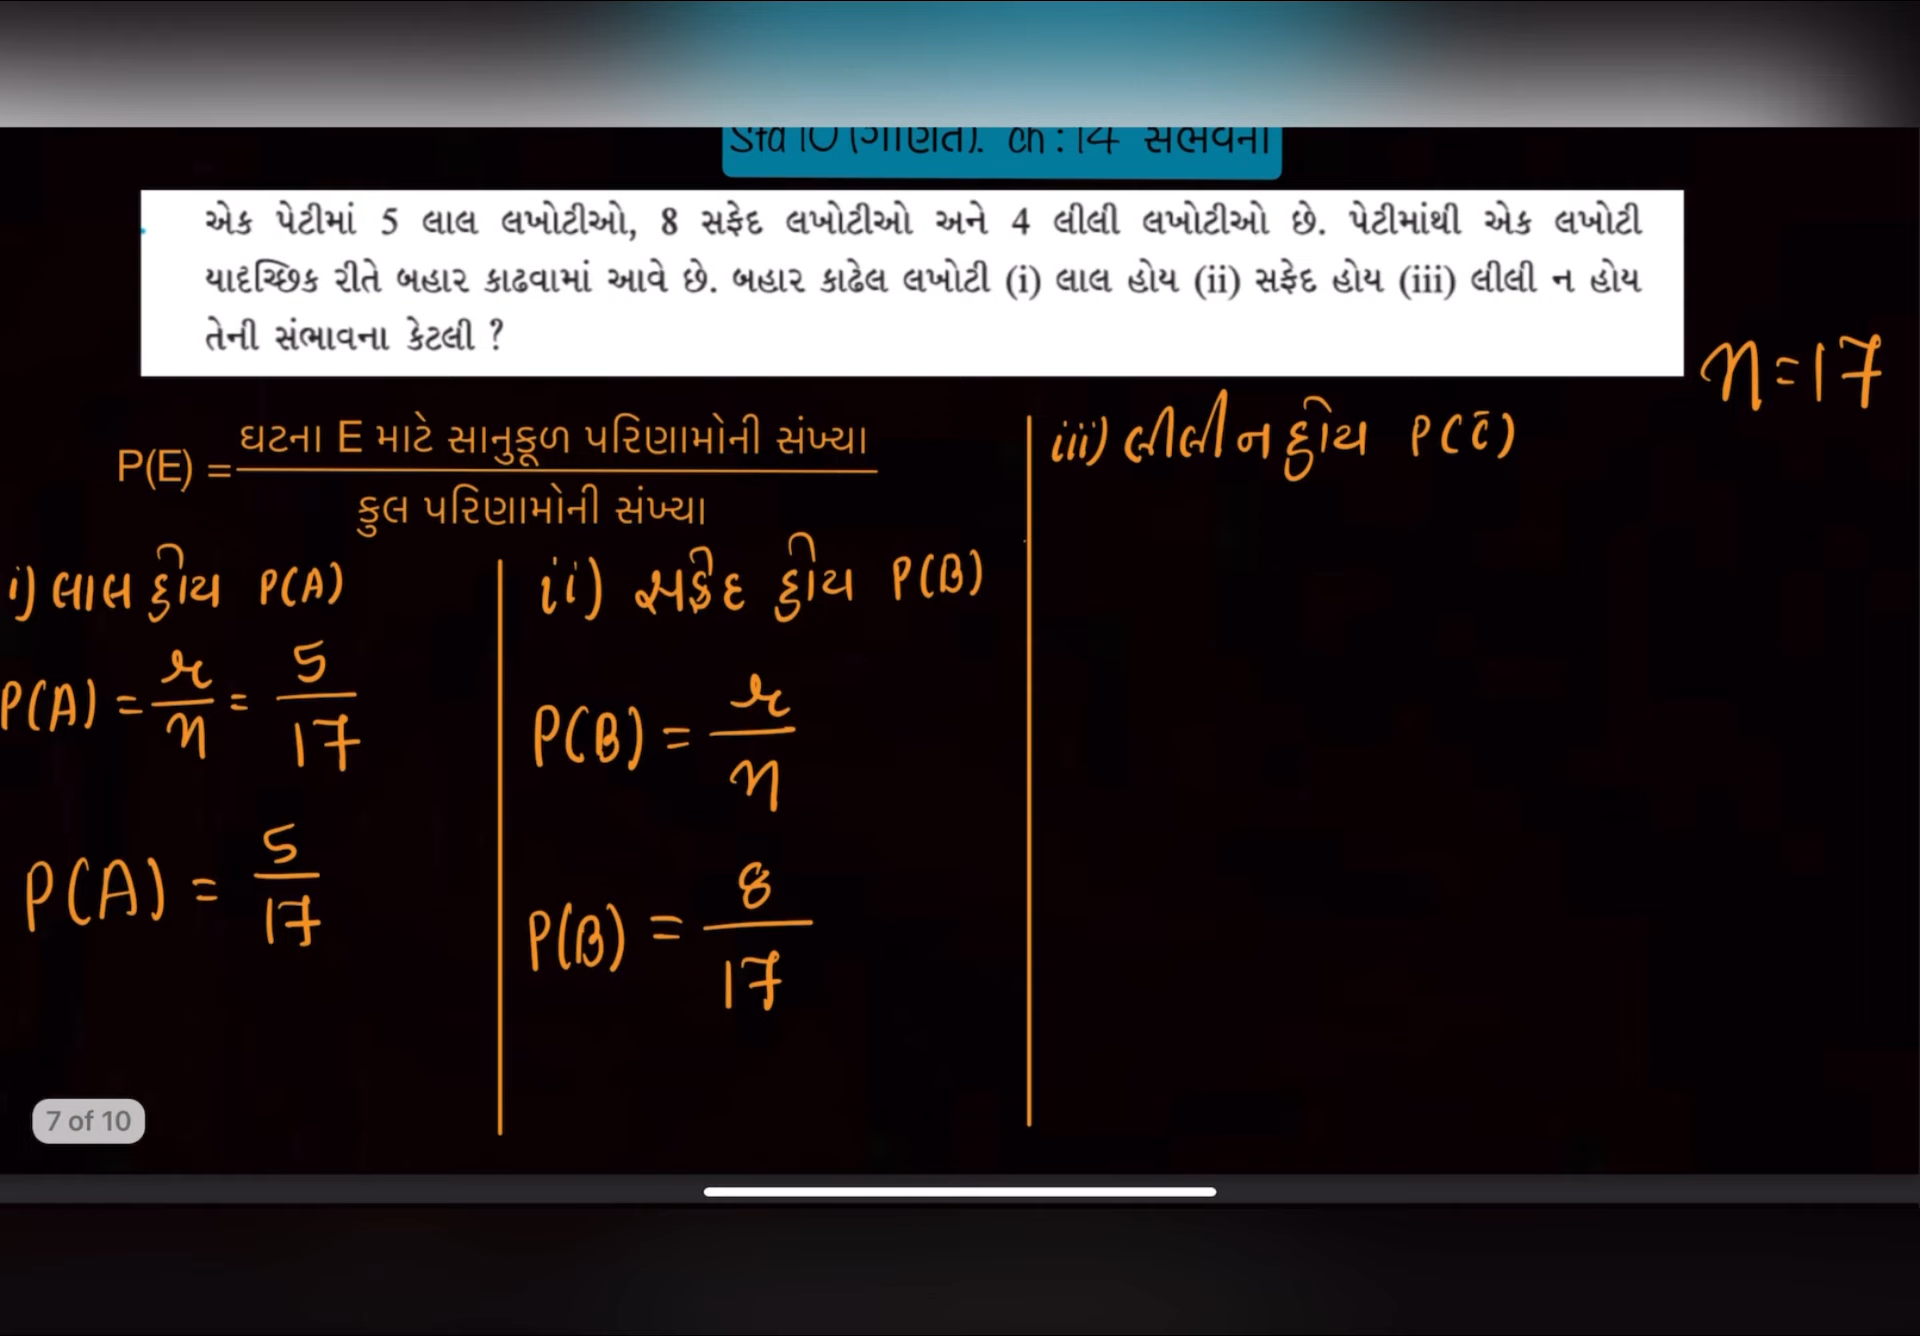 Std 10 (ગણિત). ch : 14 સંભવના
એક પેટીમાં 5 લાલ લખોટીઓ, 8 સફેદ લખોટીઓ અને 4 લીલી લખોટીઓ છે. પેટીમાંથી એક લખોટી
યાદૃચ્છિક રીતે બહાર કાઢવામાં આવે છે. બહાર કાઢેલ લખોટી (i) લાલ હોય (ii) સફેદ હોય (iii) લીલી ન હોય
તેની સંભાવના કેટલી ?
n=17
P(E) = ઘટના E માટે સાનુકૂળ પરિણામોની સંખ્યા
કુલ પરિણામોની સંખ્યા
i) લાલ હોય P(A)
P(A) = r/n = 5/17
P(A) = 5/17
ii) સફેદ હોય P(B)
P(B) = r/n
P(B) = 8/17
iii) લીલી ન હોય P(c̄)
7 of 10